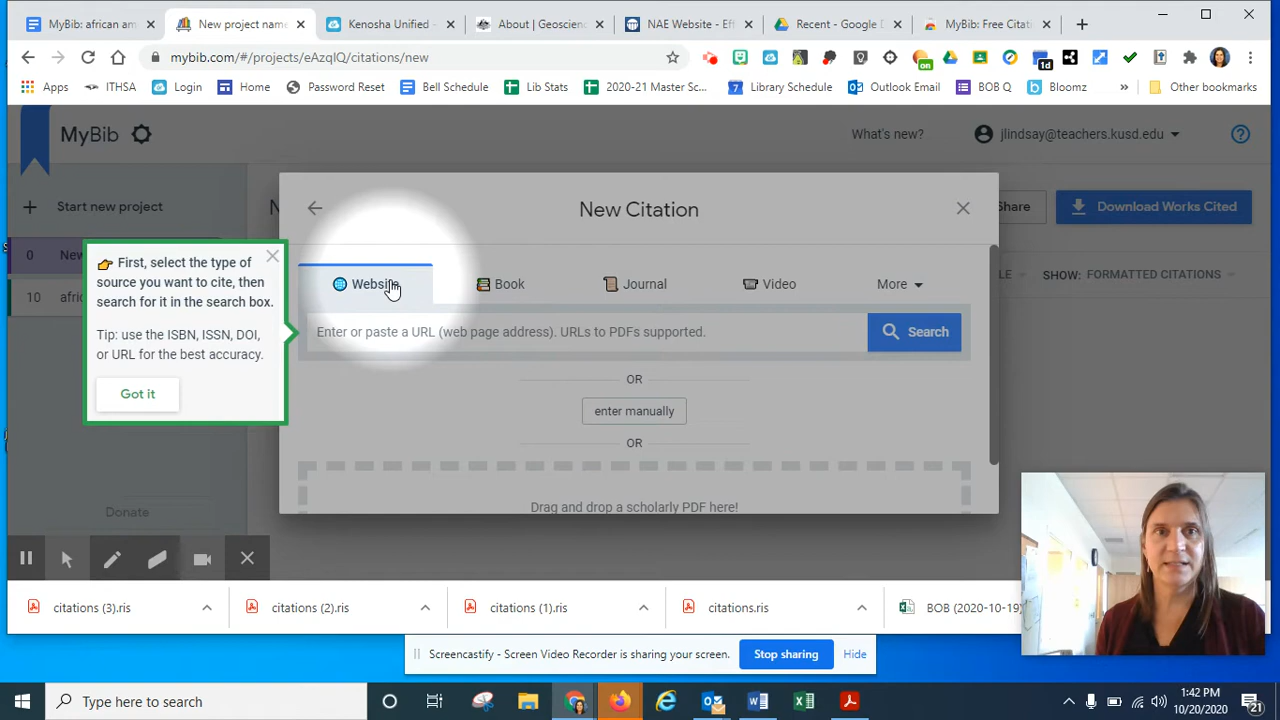 MyBib: african am
New project name
Kenosha Unified -
About | Geoscienc
NAE Website - En
Recent - Google D
MyBib: Free Citat
mybib.com/#/projects/eAzqlQ/citations/new
on
1d
Apps
ITHSA
Login
Home
Password Reset
Bell Schedule
Lib Stats
2020-21 Master Sc...
Library Schedule
Outlook Email
BOB Q
Bloomz
»
Other bookmarks
MyBib
What's new?
jlindsay@teachers.kusd.edu
Start new project
New Citation
Share
Download Works Cited
0 New
10 afric
SHOW: FORMATTED CITATIONS
First, select the type of
source you want to cite, then
search for it in the search box.
Tip: use the ISBN, ISSN, DOI,
or URL for the best accuracy.
Got it
Website
Book
Journal
Video
More
Enter or paste a URL (web page address). URLs to PDFs supported.
Search
OR
enter manually
OR
Drag and drop a scholarly PDF here!
Donate
citations (3).ris
citations (2).ris
citations (1).ris
citations.ris
BOB (2020-10-19)
Screencastify - Screen Video Recorder is sharing your screen.
Stop sharing
Hide
Type here to search
1:42 PM
10/20/2020
21